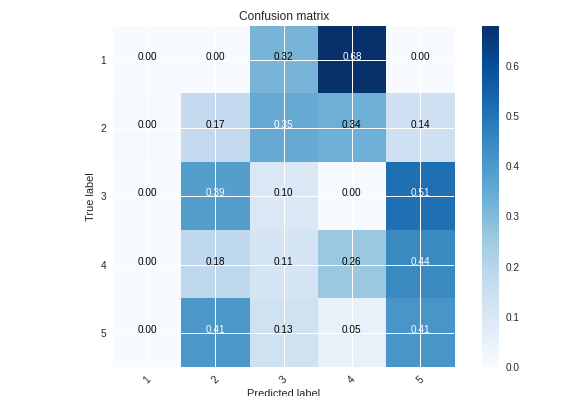 Confusion matrix
1 0.00 0.00 0.32 0.68 0.00
2 0.00 0.17 0.35 0.34 0.14
3 0.00 0.39 0.10 0.00 0.51
4 0.00 0.18 0.11 0.26 0.44
5 0.00 0.41 0.13 0.05 0.41
1 2 3 4 5
True label
Predicted label
0.6
0.5
0.4
0.3
0.2
0.1
0.0